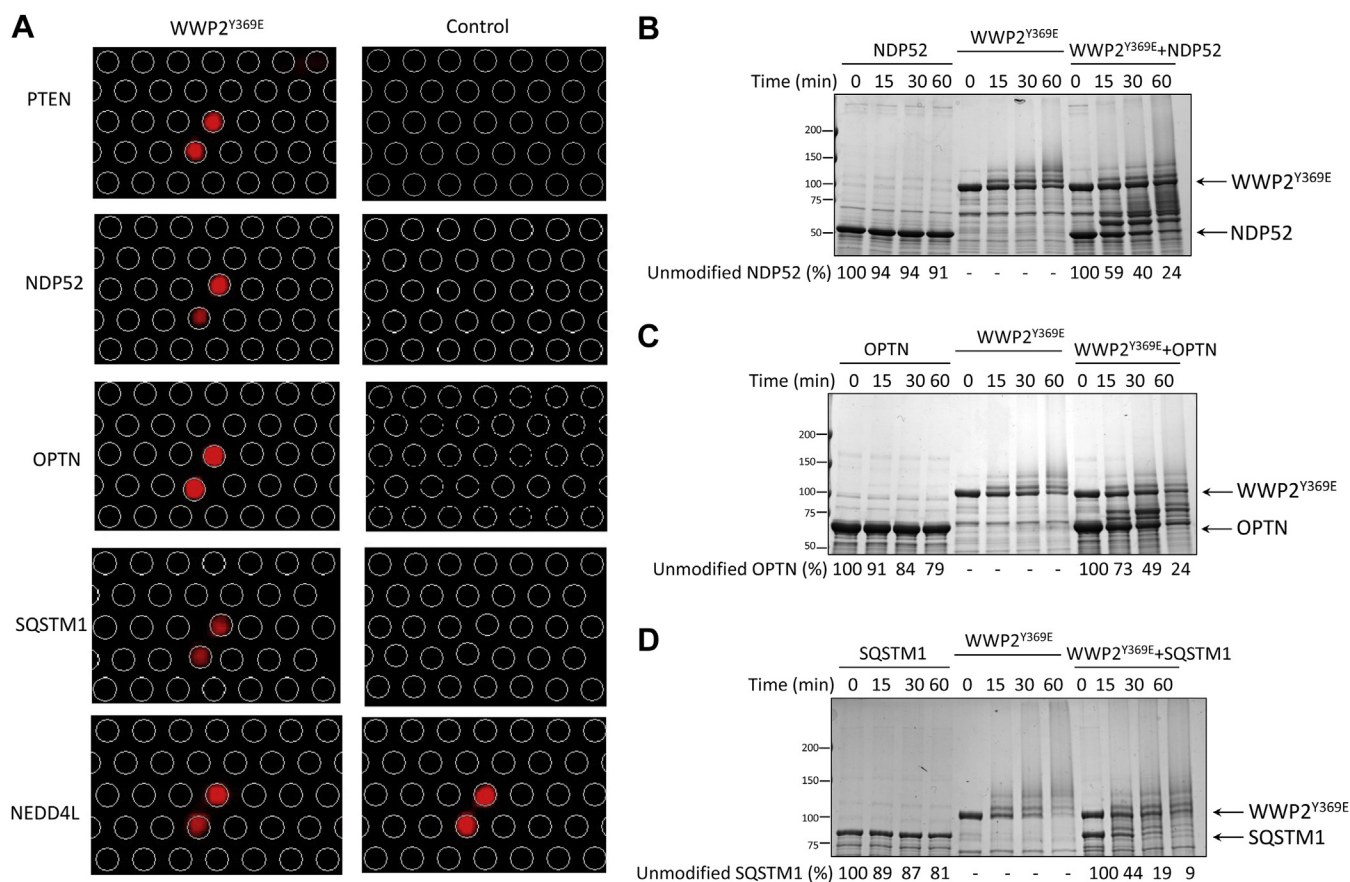 A
WWP2Y369E
Control
PTEN
NDP52
OPTN
SQSTM1
NEDD4L
B
NDP52
WWP2Y369E
WWP2Y369E+NDP52
Time (min) 0 15 30 60 0 15 30 60 0 15 30 60
200
150
100
75
50
WWP2Y369E
NDP52
Unmodified NDP52 (%) 100 94 94 91 - - - - 100 59 40 24
C
OPTN
WWP2Y369E
WWP2Y369E+OPTN
Time (min) 0 15 30 60 0 15 30 60 0 15 30 60
200
150
100
75
50
WWP2Y369E
OPTN
Unmodified OPTN (%) 100 91 84 79 - - - - 100 73 49 24
D
SQSTM1
WWP2Y369E
WWP2Y369E+SQSTM1
Time (min) 0 15 30 60 0 15 30 60 0 15 30 60
200
150
100
75
WWP2Y369E
SQSTM1
Unmodified SQSTM1 (%) 100 89 87 81 - - - - 100 44 19 9